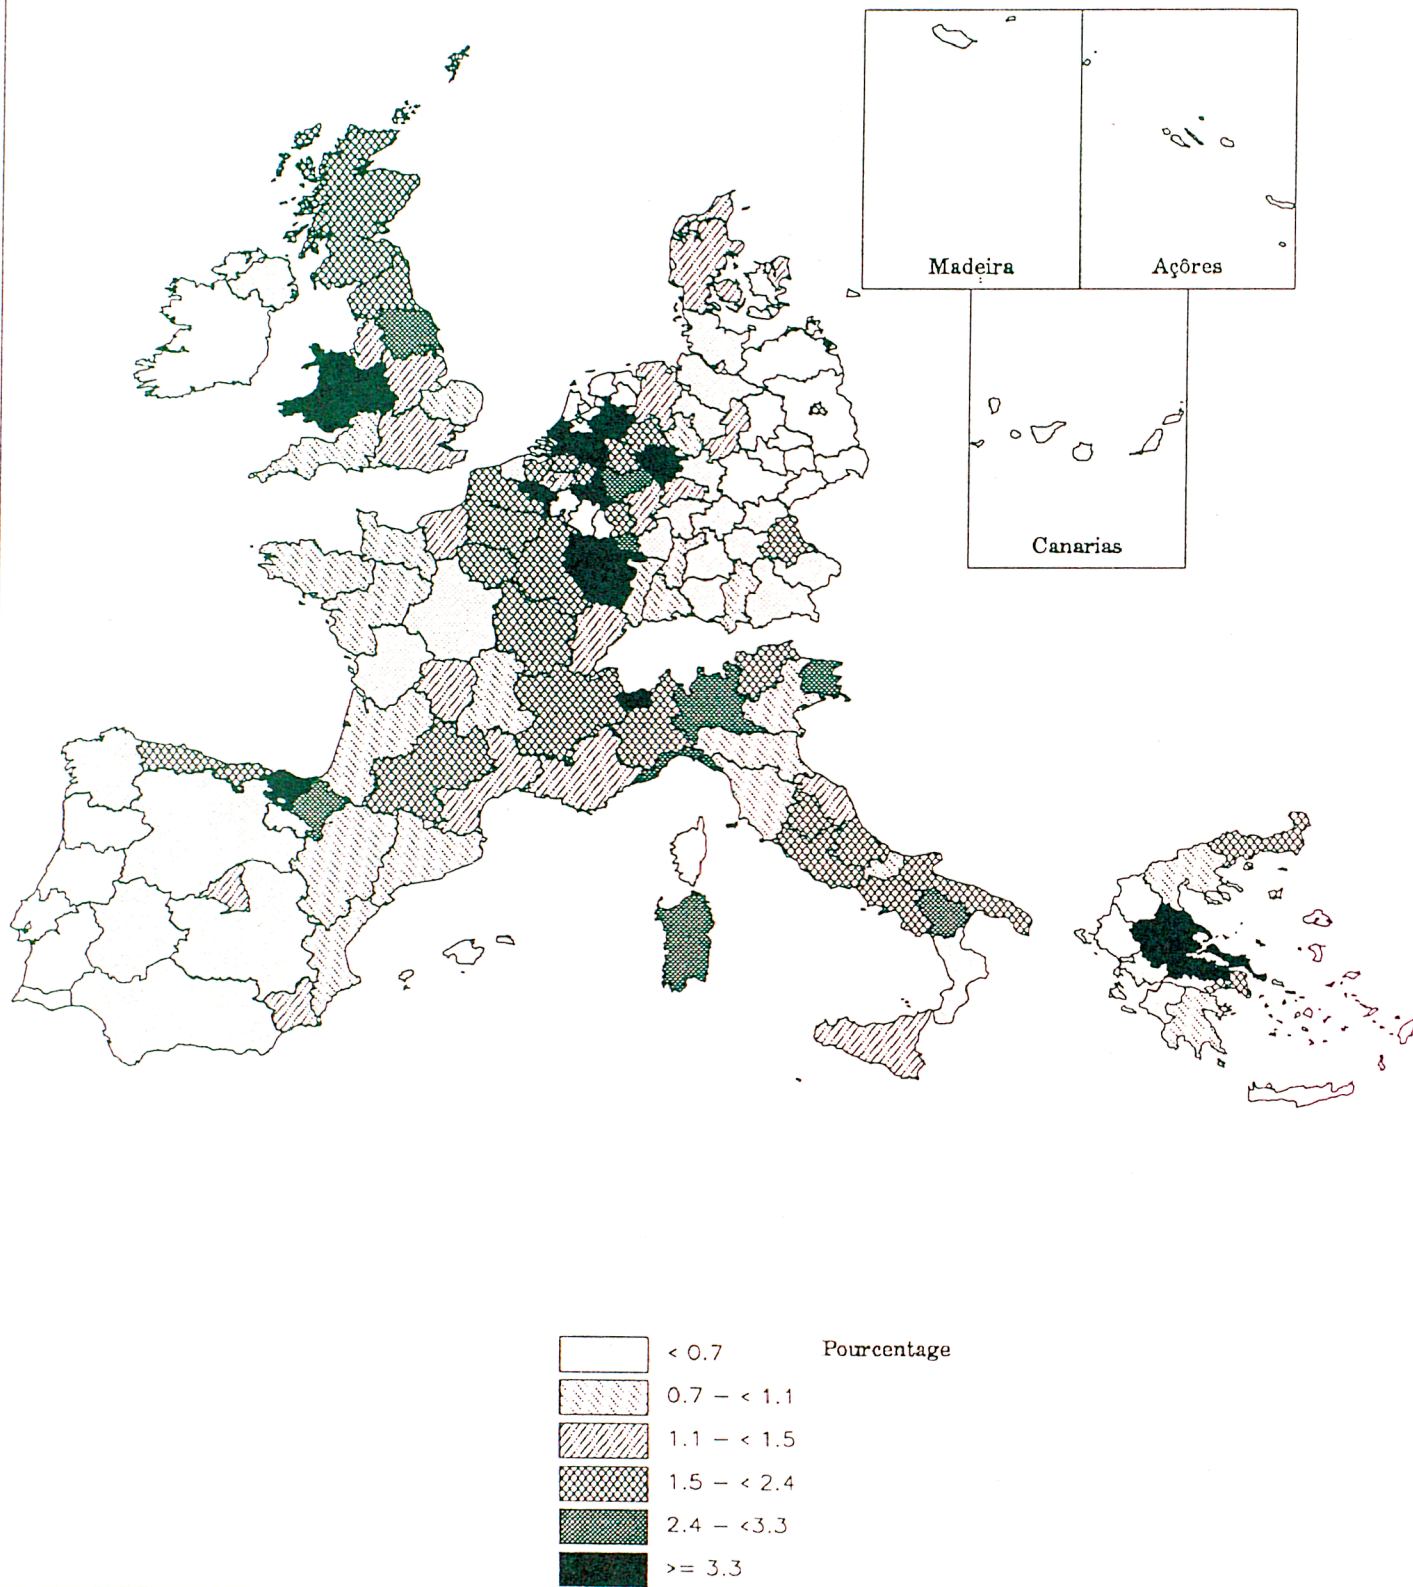 Madeira
Açôres
Canarias
Pourcentage
< 0.7
0.7 – < 1.1
1.1 – < 1.5
1.5 – < 2.4
2.4 – <3.3
>= 3.3